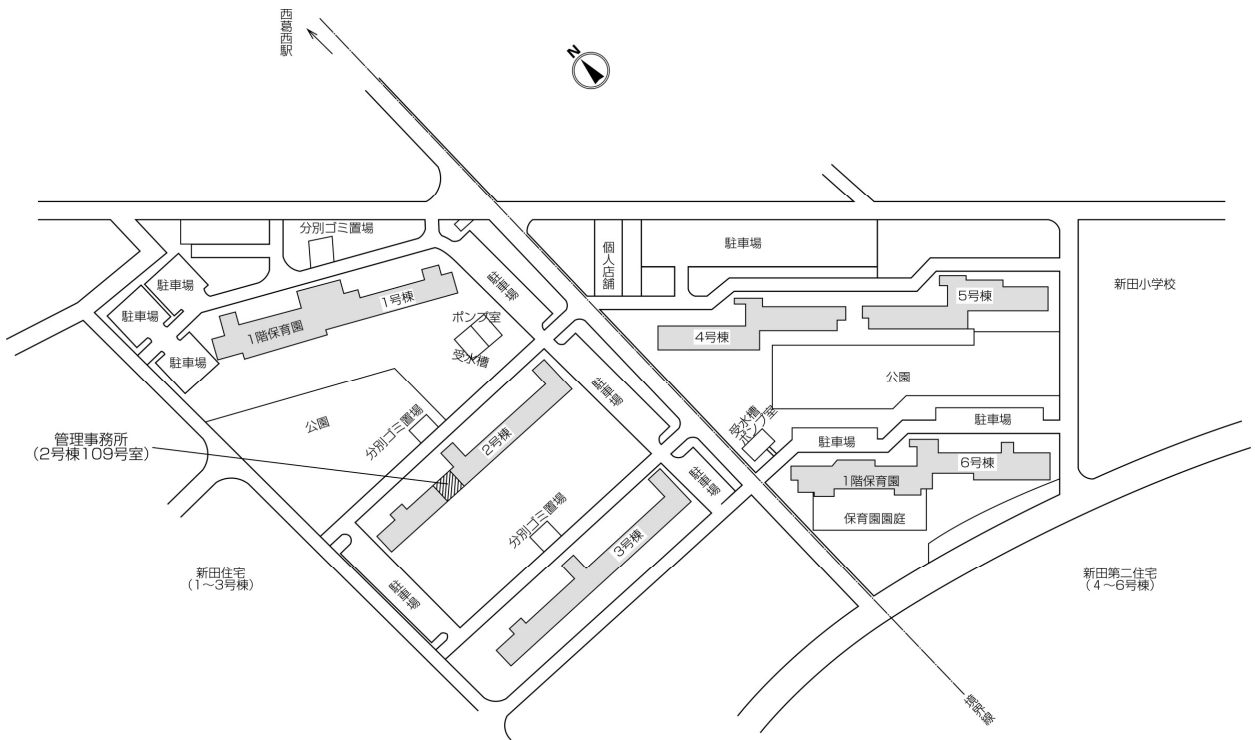 西葛西駅
N
分別ゴミ置場
駐車場
個人店舗
駐車場
新田小学校
駐車場
駐車場
駐車場
1号棟
1階保育園
ポンプ室
受水槽
5号棟
4号棟
公園
公園
分別ゴミ置場
2号棟
駐車場
管理事務所
(2号棟109号室)
受水槽
ポンプ室
駐車場
駐車場
駐車場
6号棟
1階保育園
保育園園庭
分別ゴミ置場
3号棟
駐車場
新田住宅
(1～3号棟)
新田第二住宅
(4～6号棟)
境界線